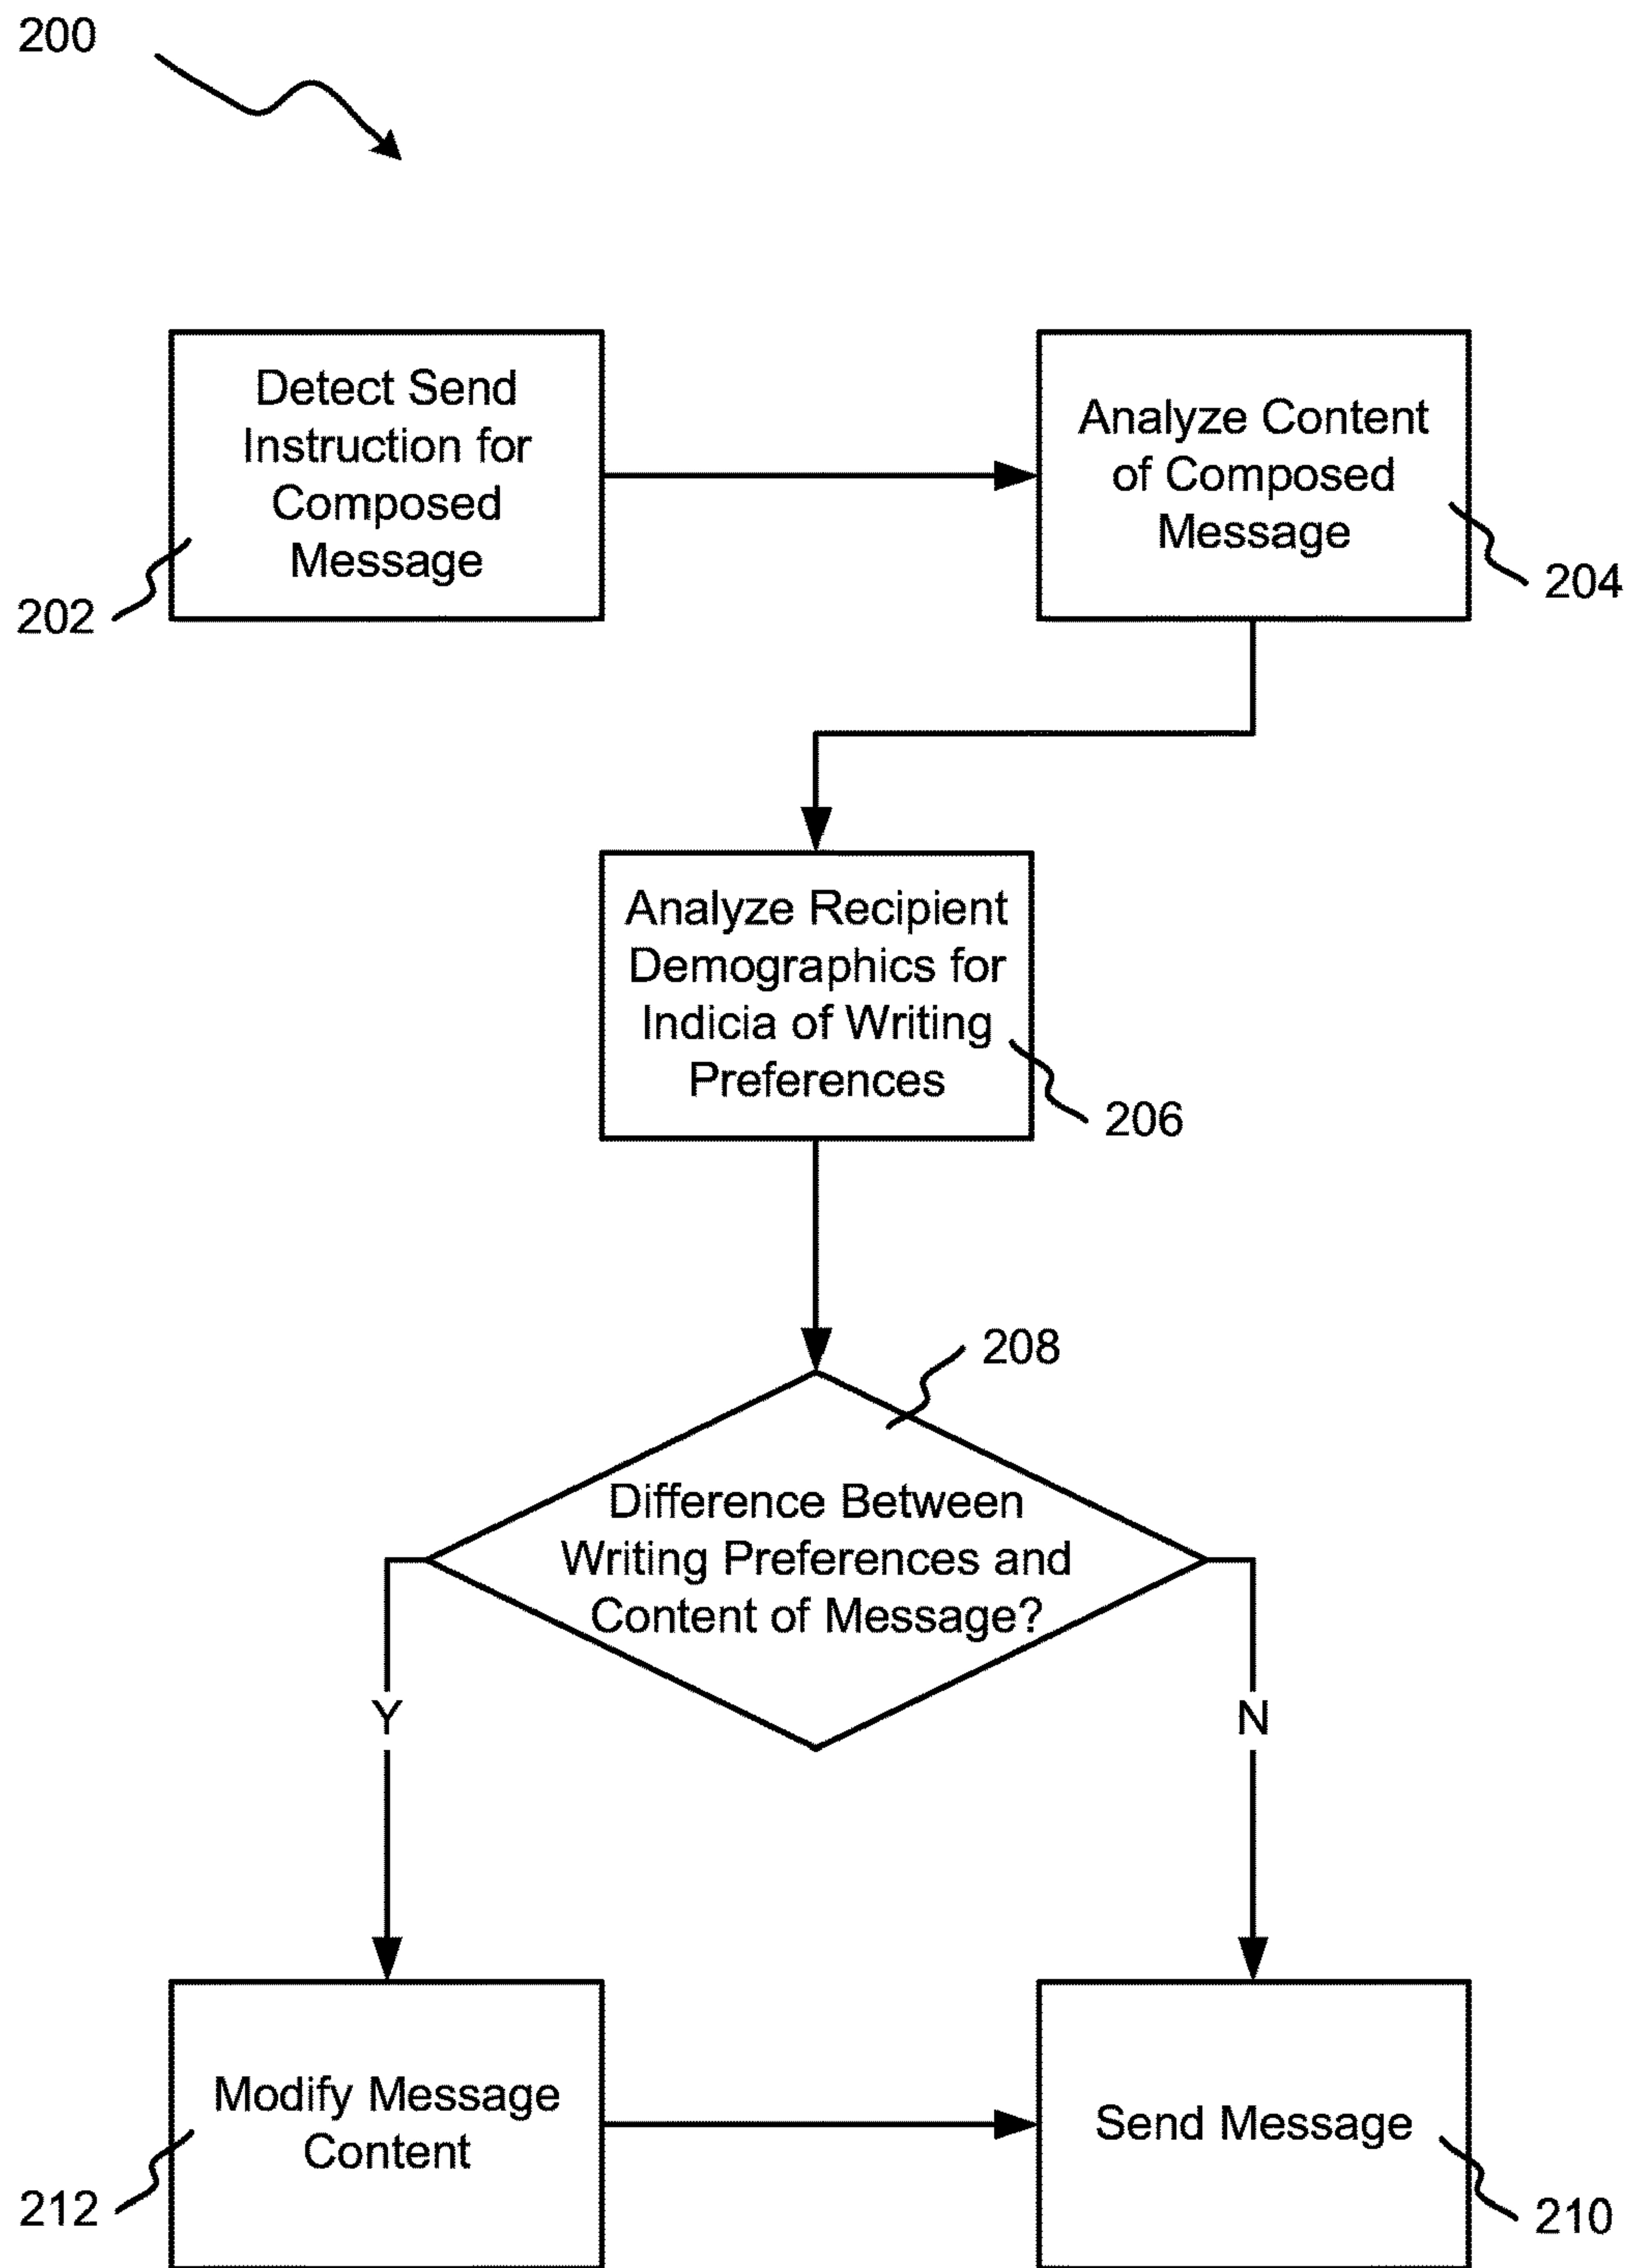 200
Detect Send
Instruction for
Composed
Message
202
Analyze Content
of Composed
Message
204
Analyze Recipient
Demographics for
Indicia of Writing
Preferences
206
208
Difference Between
Writing Preferences and
Content of Message?
Y
N
Modify Message
Content
212
Send Message
210